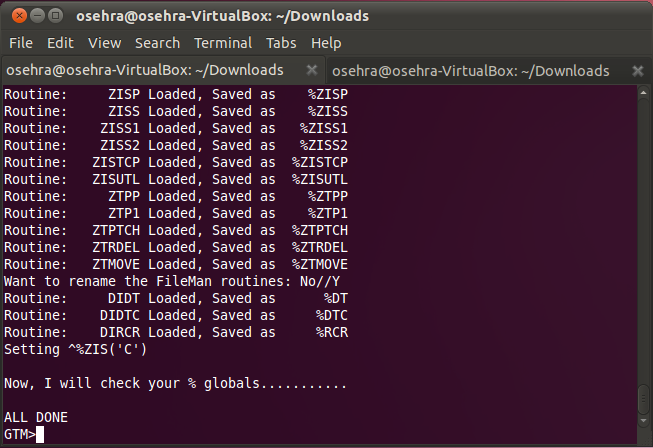 osehra@osehra-VirtualBox: ~/Downloads
File Edit View Search Terminal Tabs Help
osehra@osehra-VirtualBox: ~/Downloads osehra@osehra-VirtualBox: ~/Downloads
Routine:     ZISP Loaded, Saved as    %ZISP
Routine:     ZISS Loaded, Saved as    %ZISS
Routine:    ZISS1 Loaded, Saved as   %ZISS1
Routine:    ZISS2 Loaded, Saved as   %ZISS2
Routine:   ZISTCP Loaded, Saved as  %ZISTCP
Routine:   ZISUTL Loaded, Saved as  %ZISUTL
Routine:     ZTPP Loaded, Saved as    %ZTPP
Routine:     ZTP1 Loaded, Saved as    %ZTP1
Routine:   ZTPTCH Loaded, Saved as  %ZTPTCH
Routine:   ZTRDEL Loaded, Saved as  %ZTRDEL
Routine:   ZTMOVE Loaded, Saved as  %ZTMOVE
Want to rename the FileMan routines: No//Y
Routine:     DIDT Loaded, Saved as      %DT
Routine:    DIDTC Loaded, Saved as     %DTC
Routine:    DIRCR Loaded, Saved as     %RCR
Setting ^%ZIS('C')
Now, I will check your % globals...........
ALL DONE
GTM>